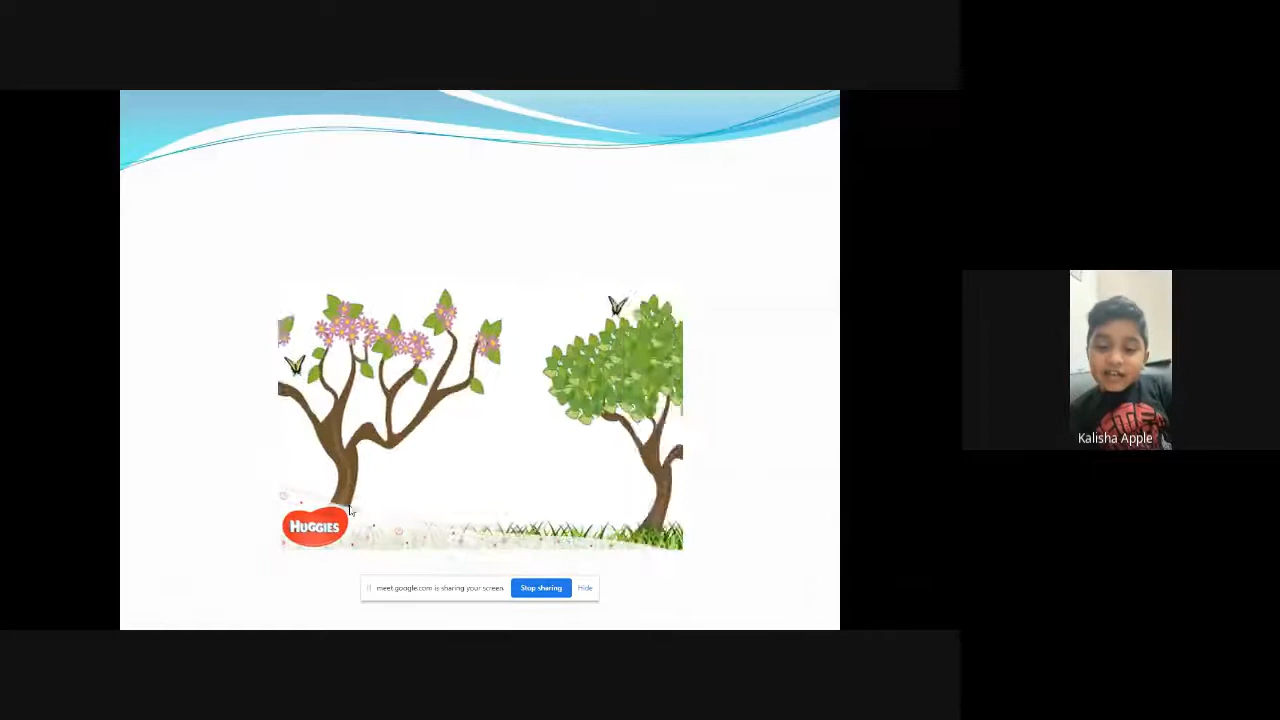 HUGGIES
Kalisha Apple
meet.google.com is sharing your screen.
Stop sharing
Hide